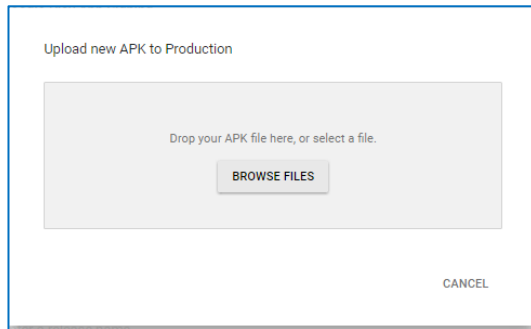 Upload new APK to Production
Drop your APK file here, or select a file.
BROWSE FILES
CANCEL